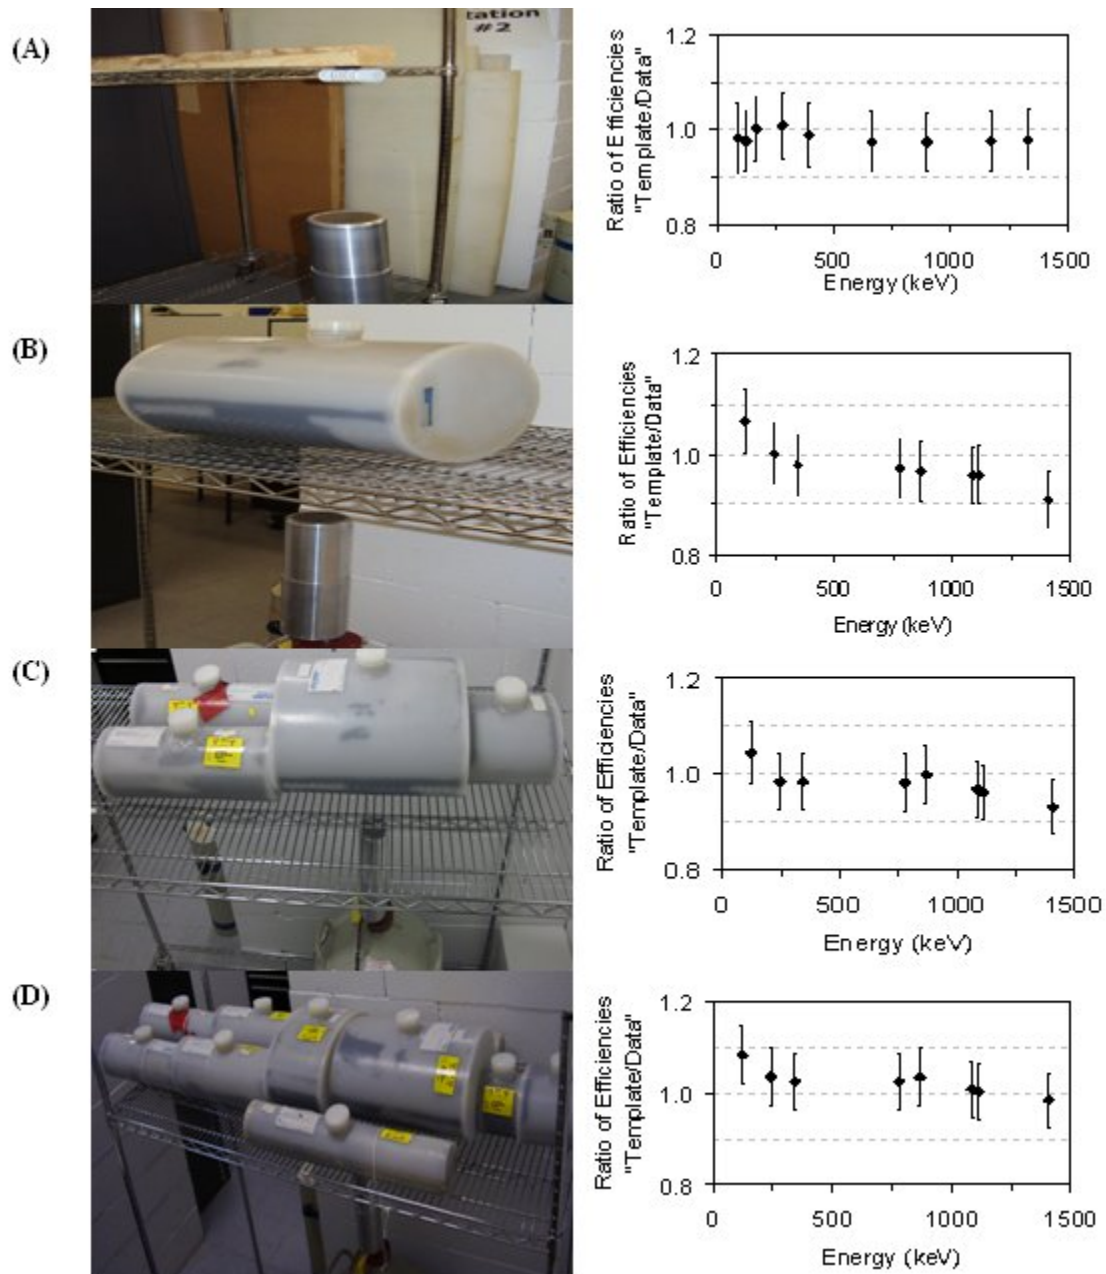 (A)
tation
#2
1.2
1.0
0.8
Ratio of Efficiencies
"Template/Data"
0
500
1000
1500
Energy (keV)
(B)
1.2
1.0
0.8
Ratio of Efficiencies
"Template/Data"
0
500
1000
1500
Energy (keV)
(C)
1.2
1.0
0.8
Ratio of Efficiencies
"Template/Data"
0
500
1000
1500
Energy (keV)
(D)
1.2
1.0
0.8
Ratio of Efficiencies
"Template/Data"
0
500
1000
1500
Energy (keV)